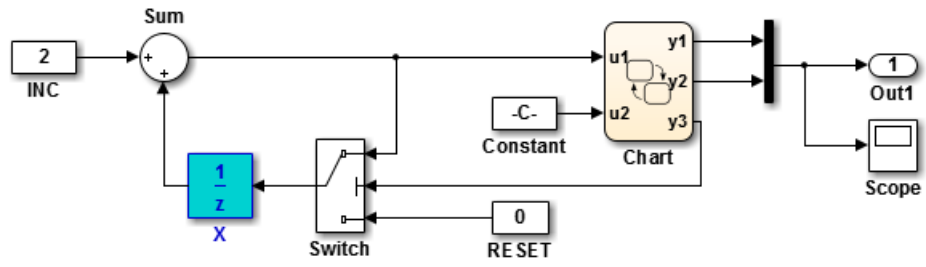 Sum
2
INC
+
+
-C-
Constant
u1
u2
y1
y2
y3
Chart
1
Out1
Scope
1
z
X
Switch
0
RESET